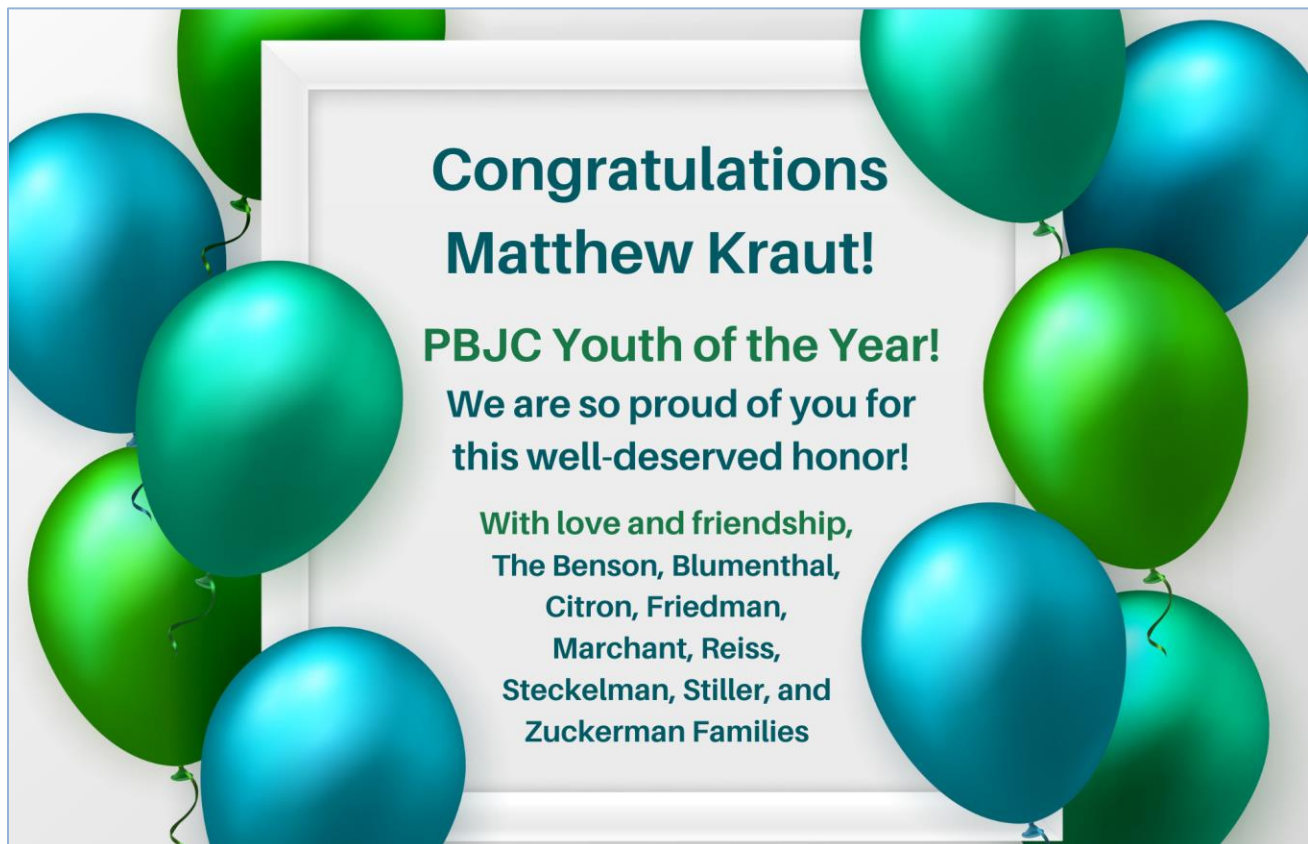 Congratulations
Matthew Kraut!
PBJC Youth of the Year!
We are so proud of you for
this well-deserved honor!
With love and friendship,
The Benson, Blumenthal,
Citron, Friedman,
Marchant, Reiss,
Steckelman, Stiller, and
Zuckerman Families